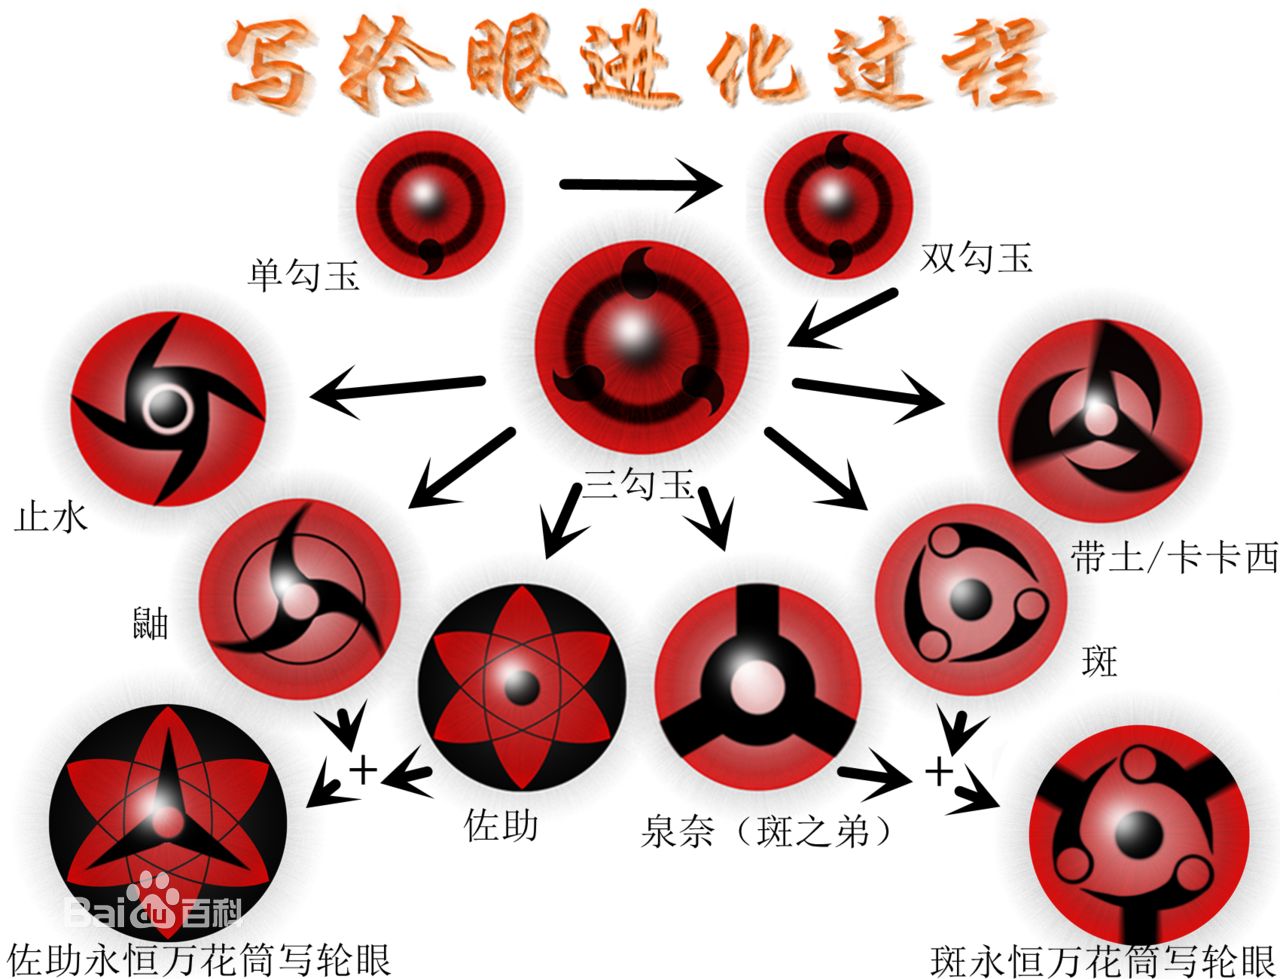 写轮眼进化过程
单勾玉
双勾玉
三勾玉
止水
带土/卡卡西
鼬
斑
+
+
佐助
泉奈（斑之弟）
Baidu百科
佐助永恒万花筒写轮眼
斑永恒万花筒写轮眼